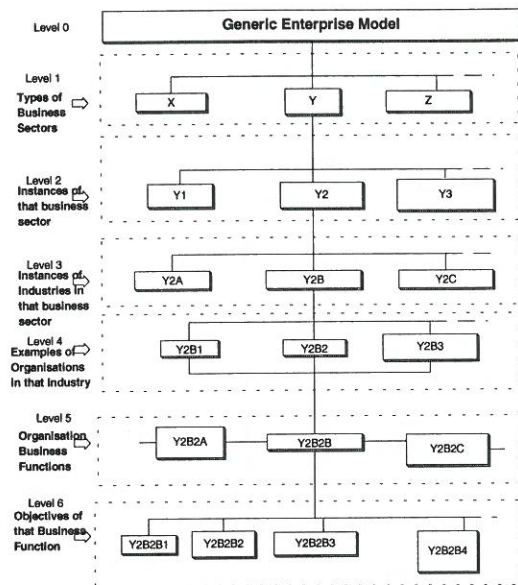 Level 0
Generic Enterprise Model
Level 1
Types of
Business
Sectors
X
Y
Z
Level 2
Instances of
that business
sector
Y1
Y2
Y3
Level 3
Instances of
Industries in
that business
sector
Y2A
Y2B
Y2C
Level 4
Examples of
Organisations
in that industry
Y2B1
Y2B2
Y2B3
Level 5
Organisation
Business
Functions
Y2B2A
Y2B2B
Y2B2C
Level 6
Objectives of
that Business
Function
Y2B2B1
Y2B2B2
Y2B2B3
Y2B2B4